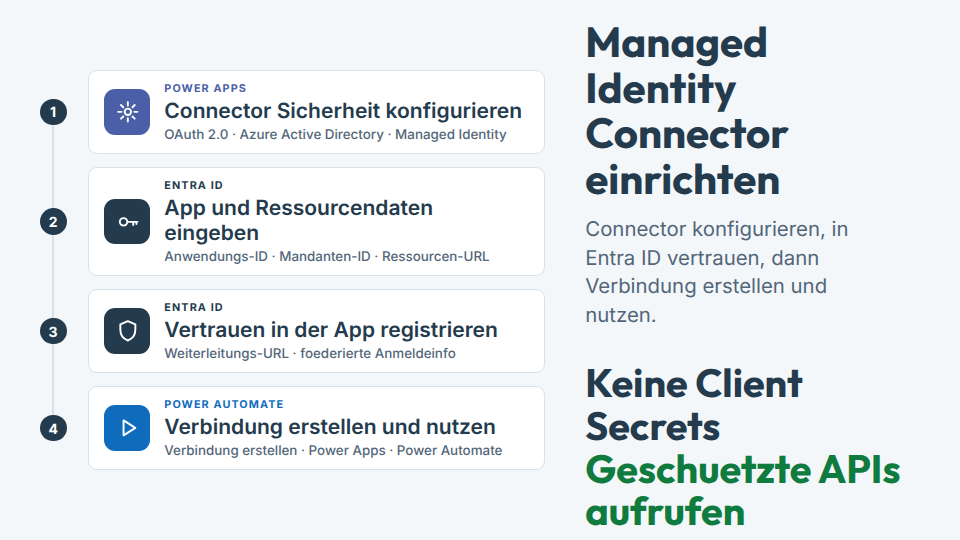 1
POWER APPS
Connector Sicherheit konfigurieren
OAuth 2.0 · Azure Active Directory · Managed Identity
2
ENTRA ID
App und Ressourcendaten
eingeben
Anwendungs-ID · Mandanten-ID · Ressourcen-URL
3
ENTRA ID
Vertrauen in der App registrieren
Weiterleitungs-URL · foederierte Anmeldeinfo
4
POWER AUTOMATE
Verbindung erstellen und nutzen
Verbindung erstellen · Power Apps · Power Automate
Managed
Identity
Connector
einrichten
Connector konfigurieren, in
Entra ID vertrauen, dann
Verbindung erstellen und
nutzen.
Keine Client
Secrets
Geschuetzte APIs
aufrufen